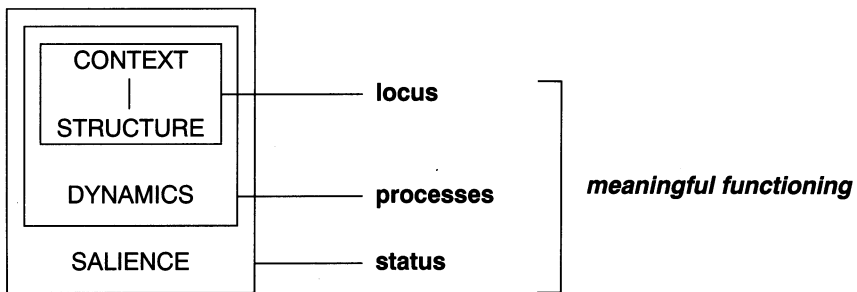 CONTEXT
locus
STRUCTURE
DYNAMICS
processes
meaningful functioning
SALIENCE
status